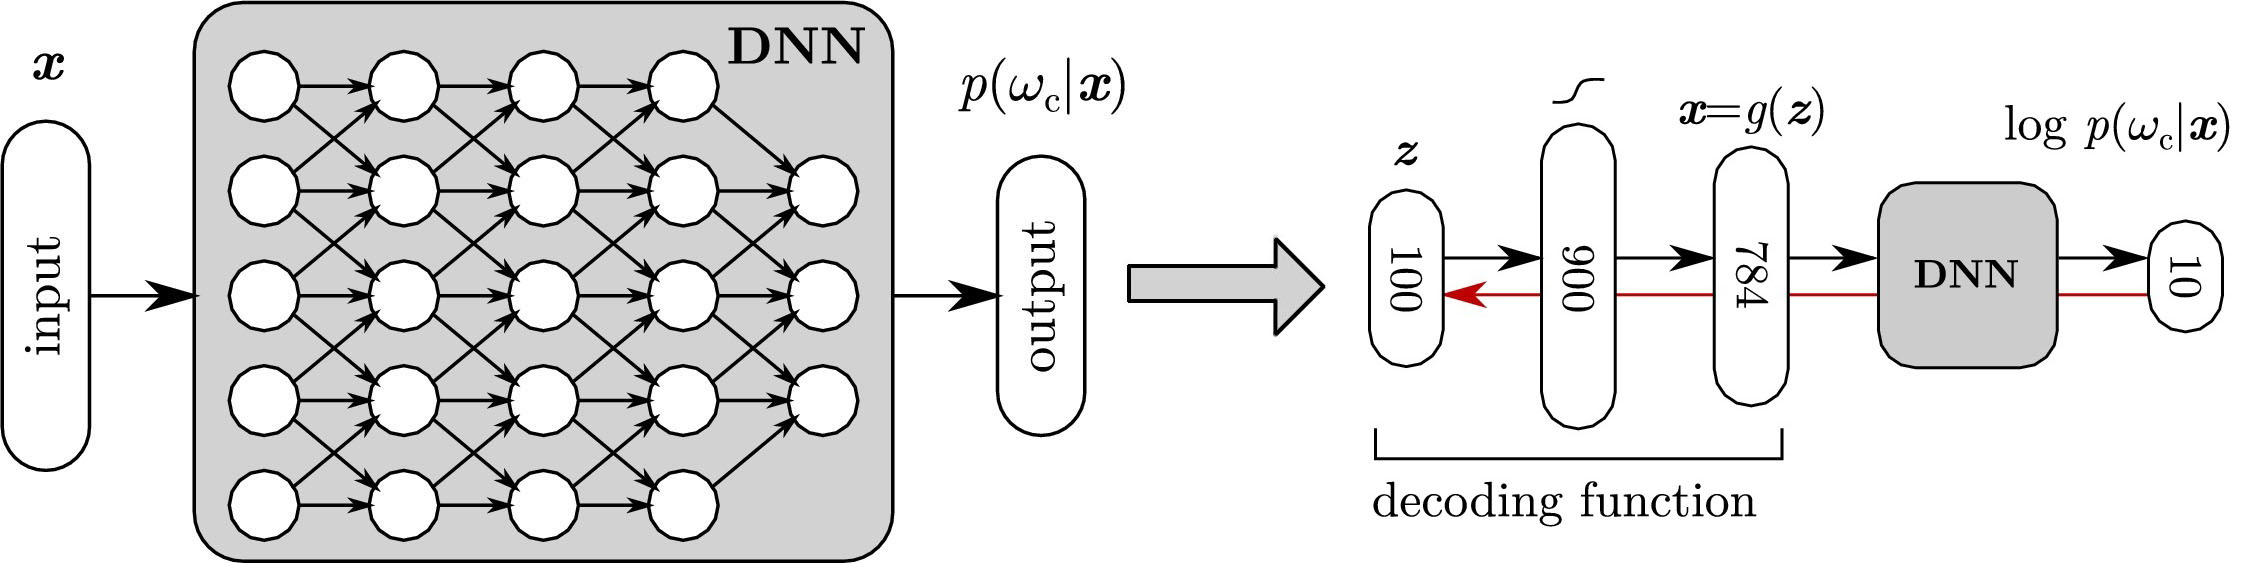 x
input
DNN
p(ω_c|x)
output
z
100
900
x=g(z)
784
DNN
log p(ω_c|x)
10
decoding function